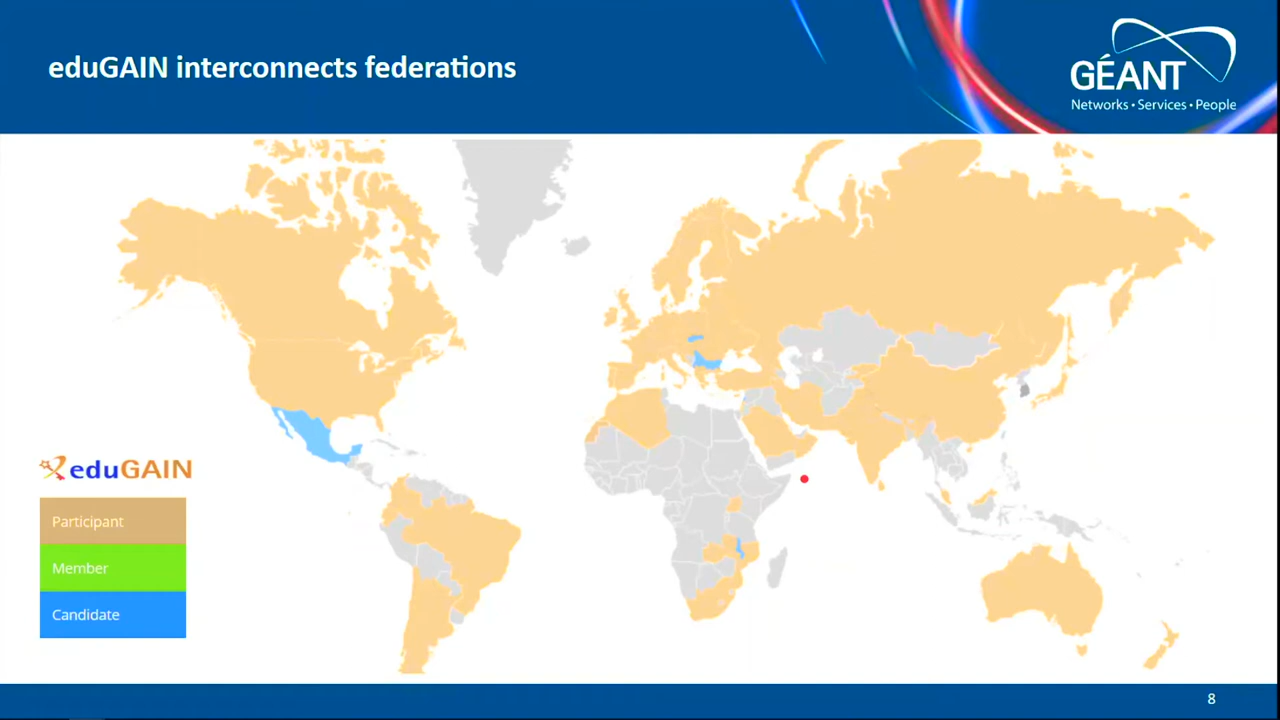 eduGAIN interconnects federations
GÉANT
Networks • Services • People
eduGAIN
Participant
Member
Candidate
8